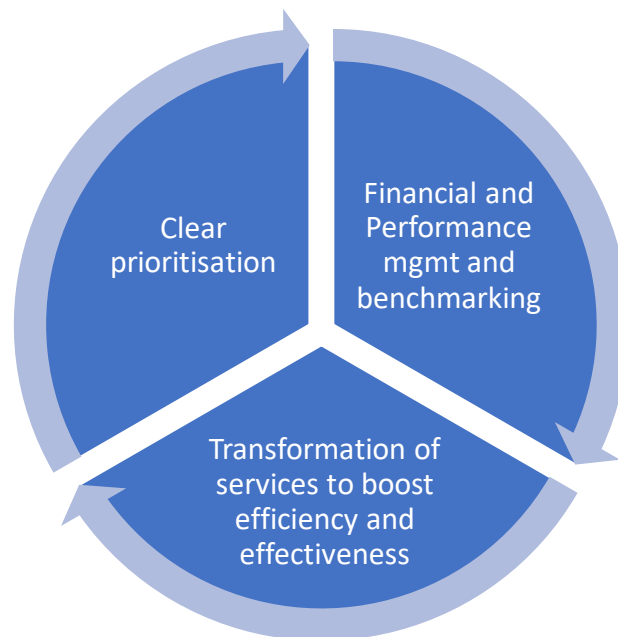 Clear
prioritisation
Financial and
Performance
mgmt and
benchmarking
Transformation of
services to boost
efficiency and
effectiveness